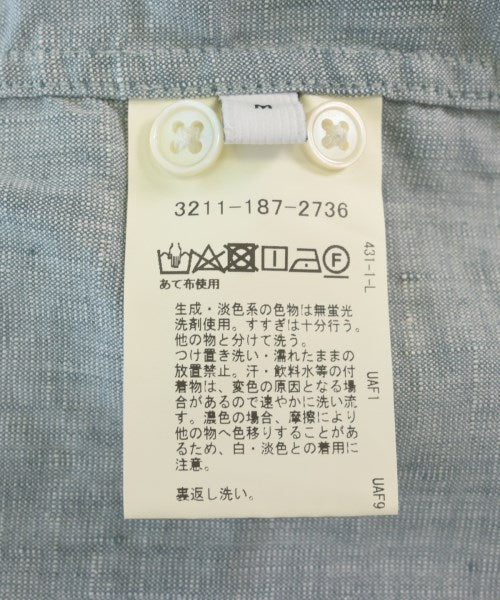 M
3211-187-2736
F
あて布使用
生成・淡色系の色物は無蛍光
洗剤使用。すすぎは十分行う。
他の物と分けて洗う。
つけ置き洗い・濡れたままの
放置禁止。汗・飲料水等の付
着物は、変色の原因となる場
合があるので速やかに洗い流
す。濃色の場合、摩擦により
他の物へ色移りすることがあ
るため、白・淡色との着用に
注意。
裏返し洗い。
431-1-L
UAF1
UAF9